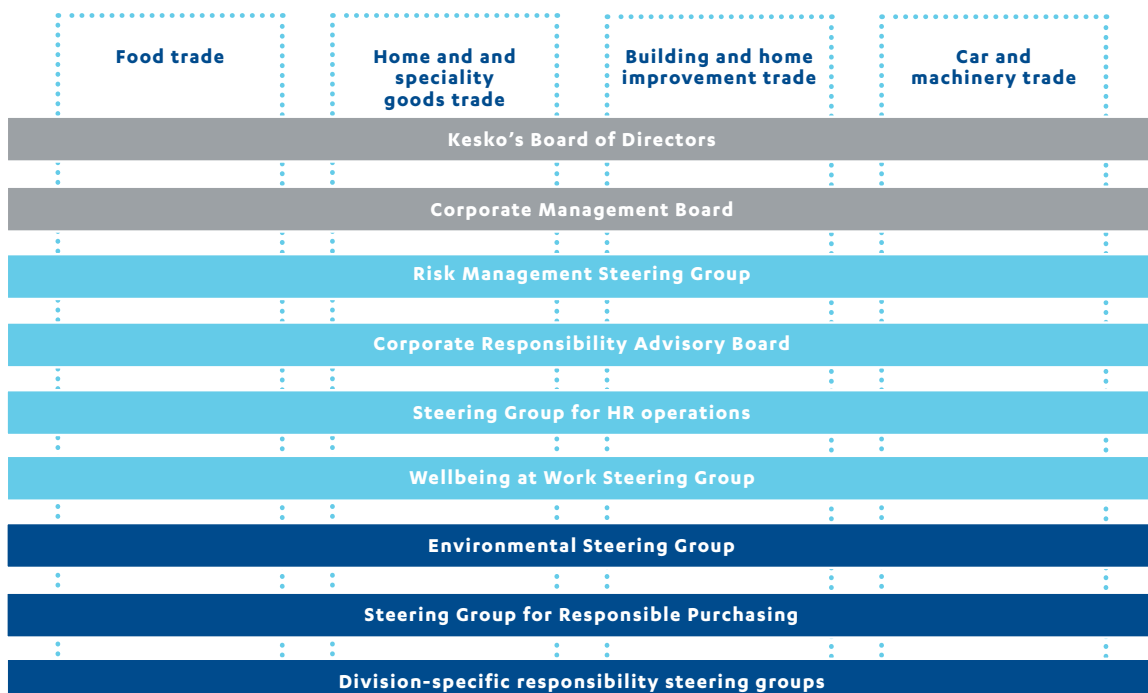 Food trade
Home and and
speciality
goods trade
Building and home
improvement trade
Car and
machinery trade
Kesko's Board of Directors
Corporate Management Board
Risk Management Steering Group
Corporate Responsibility Advisory Board
Steering Group for HR operations
Wellbeing at Work Steering Group
Environmental Steering Group
Steering Group for Responsible Purchasing
Division-specific responsibility steering groups